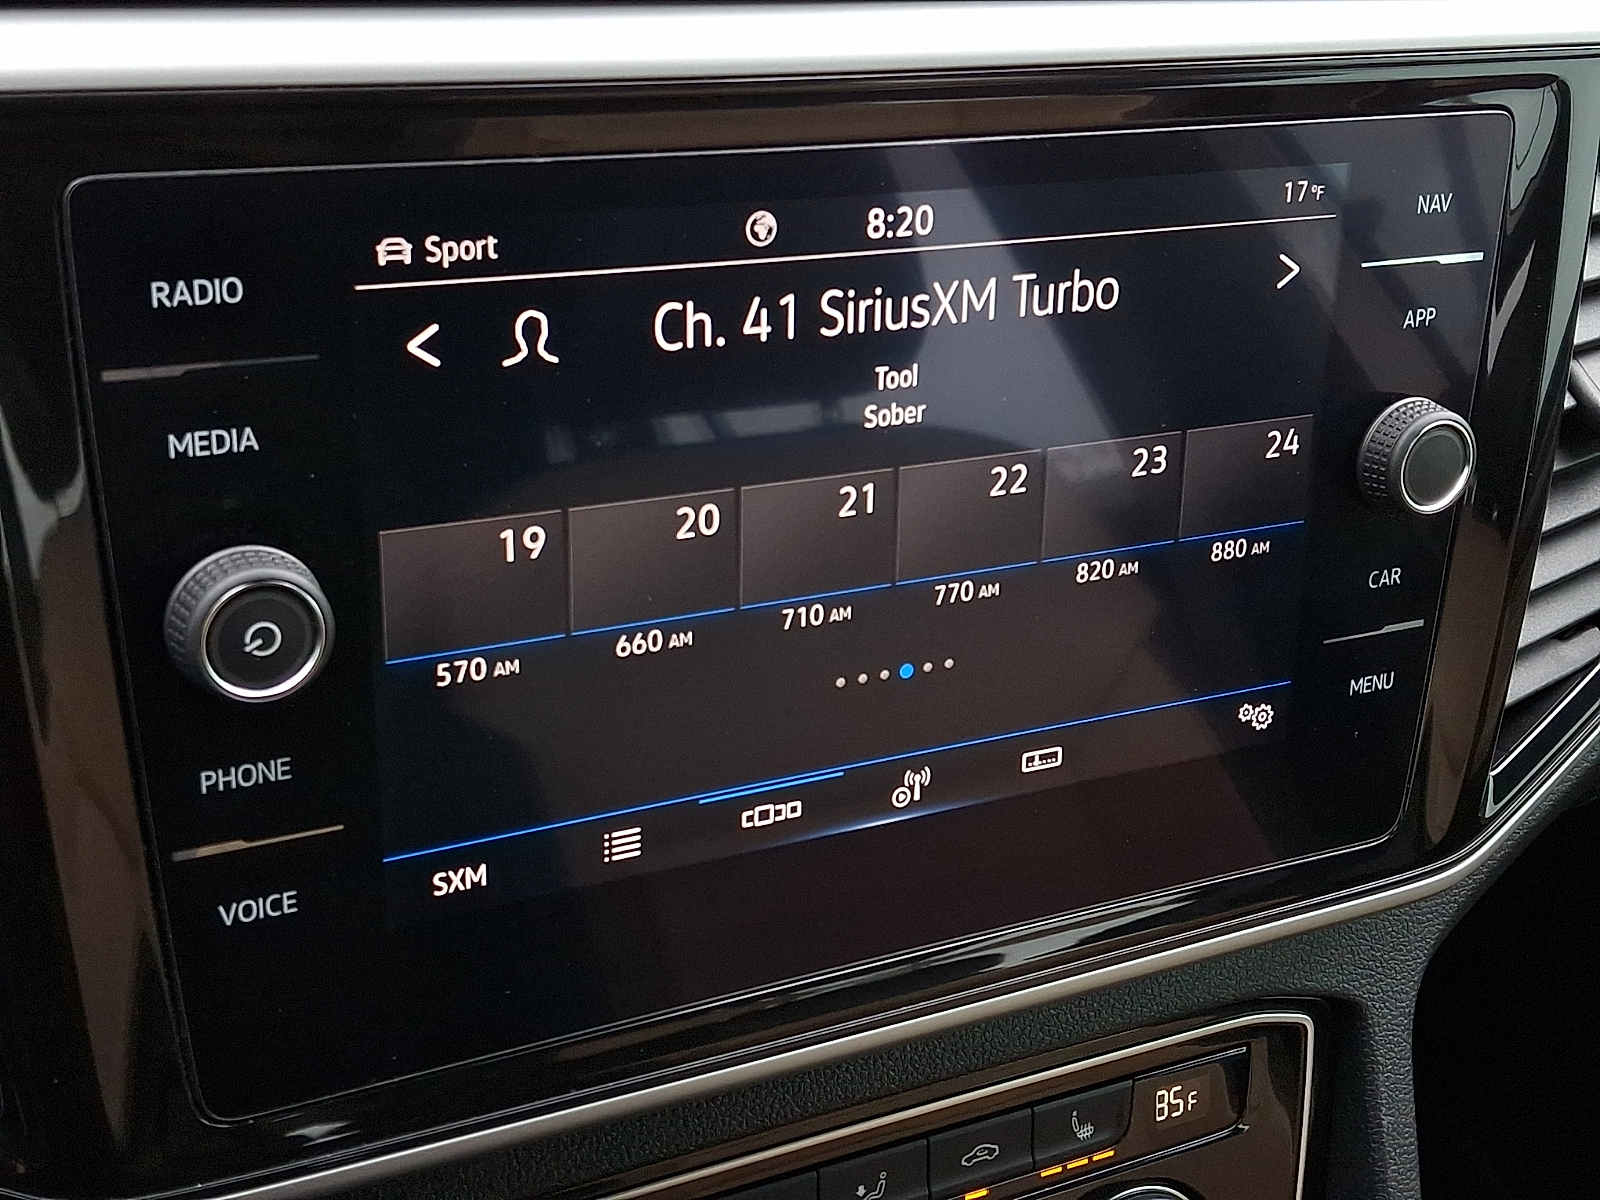 Sport 8:20 17°F
NAV
RADIO
< Ch. 41 SiriusXM Turbo >
APP
Tool
Sober
MEDIA
19 20 21 22 23 24
570 AM 660 AM 710 AM 770 AM 820 AM 880 AM
CAR
MENU
PHONE
SXM
VOICE
85F